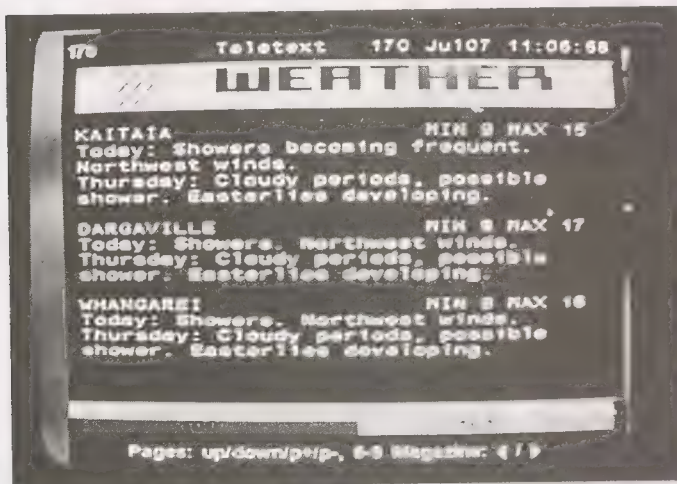 170 Teletext 170 Jul07 11:06:58
WEATHER
KAITAIA MIN 9 MAX 15
Today: Showers becoming frequent.
Northwest winds.
Thursday: Cloudy periods, possible
shower. Easterlies developing.
DARGAVILLE MIN 9 MAX 17
Today: Showers. Northwest winds.
Thursday: Cloudy periods, possible
shower. Easterlies developing.
WHANGAREI MIN 8 MAX 16
Today: Showers. Northwest winds.
Thursday: Cloudy periods, possible
shower. Easterlies developing.
Pages: up/down/p+/p-, Magazine: